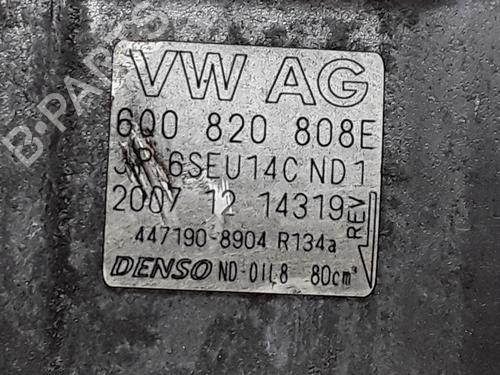 VW AG
6Q0 820 808E
JP 6SEU14C ND1
2007 12 14319
REV
447190-8904 R134a
DENSO ND-OIL8 80cm³
B-PARTS